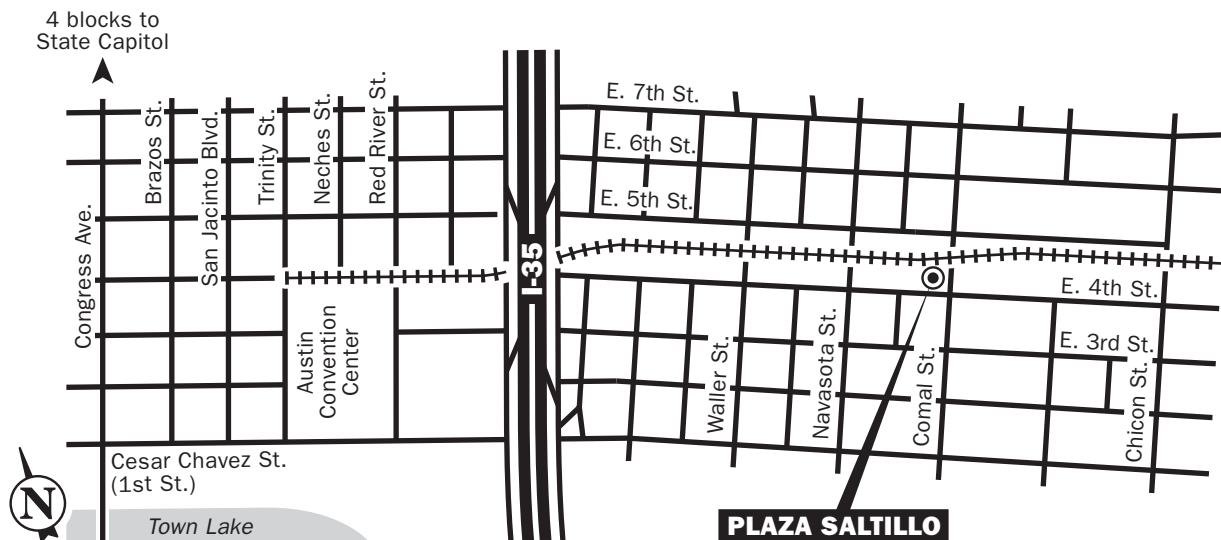 4 blocks to
State Capitol
Congress Ave.
Brazos St.
San Jacinto Blvd.
Trinity St.
Neches St.
Red River St.
I-35
E. 7th St.
E. 6th St.
E. 5th St.
E. 4th St.
E. 3rd St.
Austin
Convention
Center
Waller St.
Navasota St.
Comal St.
Chicon St.
Cesar Chavez St.
(1st St.)
N
Town Lake
PLAZA SALTILLO